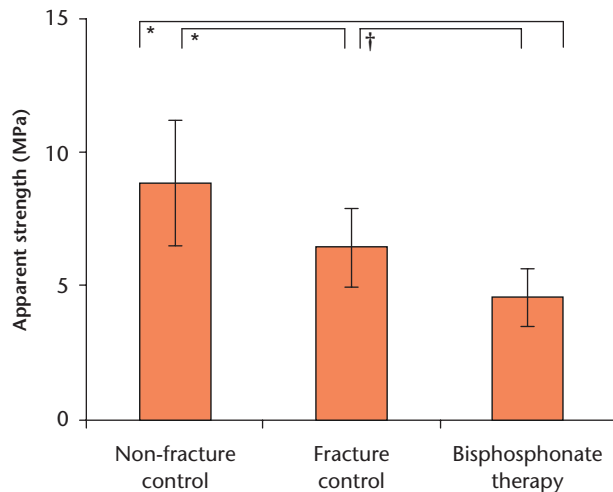 15
* * †
10
5
0
Apparent strength (MPa)
Non-fracture
control
Fracture
control
Bisphosphonate
therapy